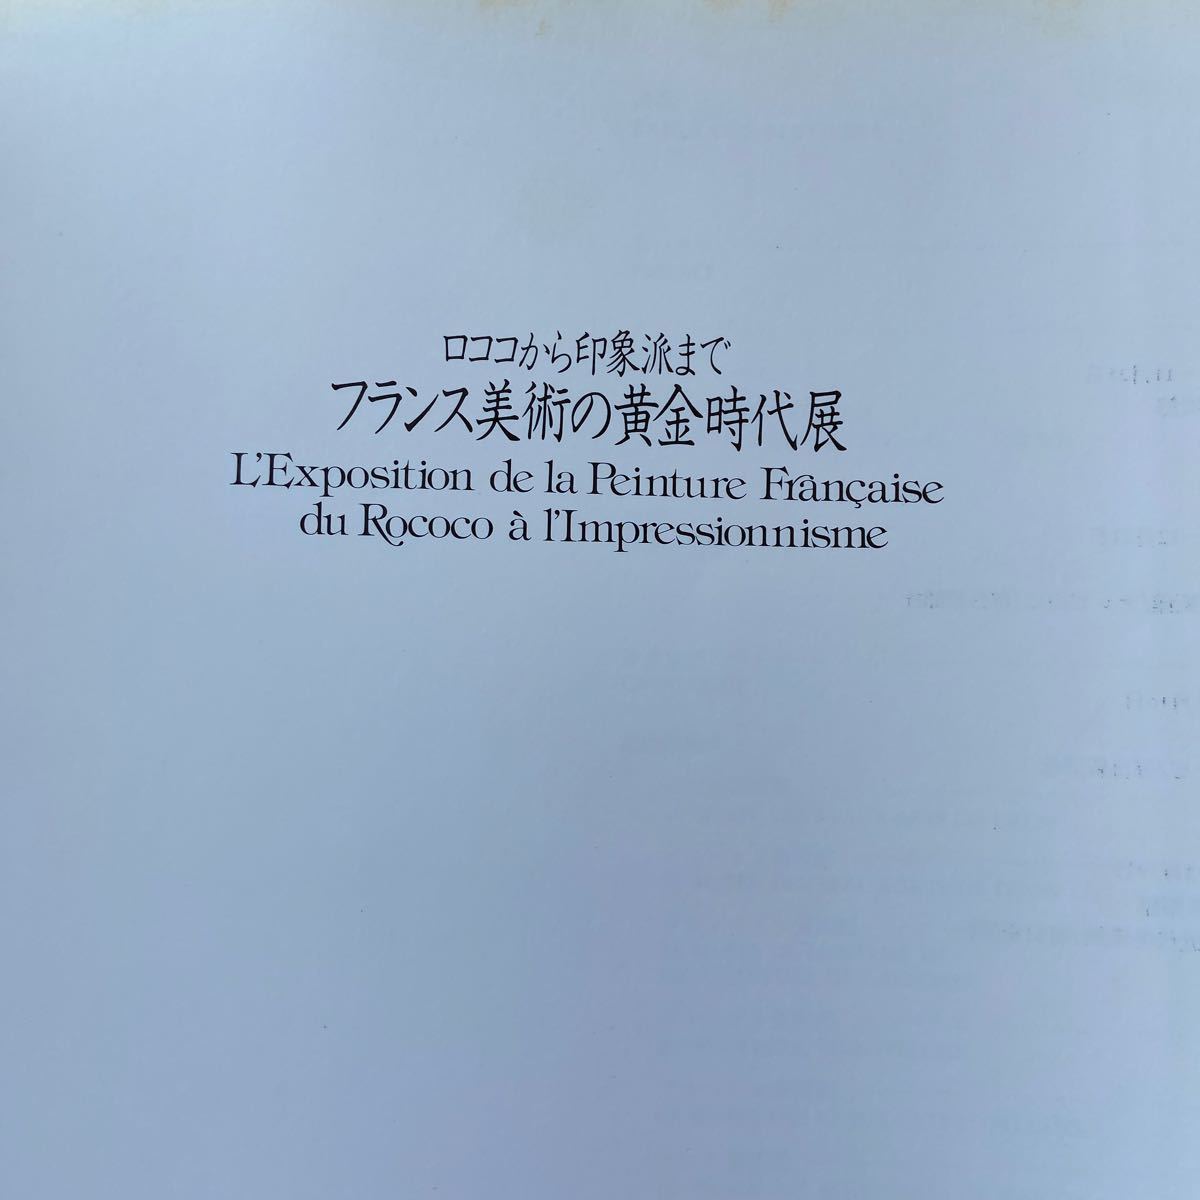 ロココから印象派まで
フランス美術の黄金時代展
L'Exposition de la Peinture Française
du Rococo à l'Impressionnisme